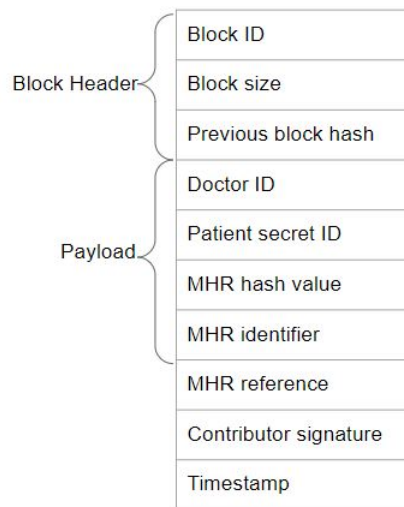 Block ID
Block Header
Block size
Previous block hash
Doctor ID
Patient secret ID
Payload
MHR hash value
MHR identifier
MHR reference
Contributor signature
Timestamp